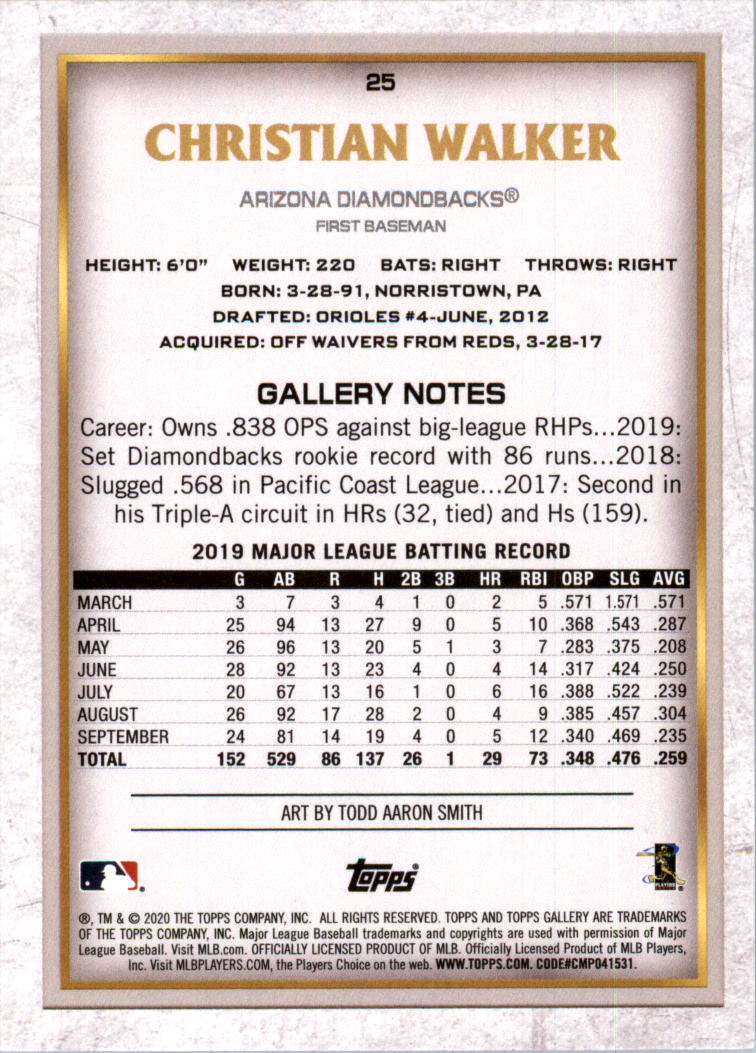 25
CHRISTIAN WALKER
ARIZONA DIAMONDBACKS®
FIRST BASEMAN
HEIGHT: 6'0" WEIGHT: 220 BATS: RIGHT THROWS: RIGHT
BORN: 3-28-91, NORRISTOWN, PA
DRAFTED: ORIOLES #4-JUNE, 2012
ACQUIRED: OFF WAIVERS FROM REDS, 3-28-17
GALLERY NOTES
Career: Owns .838 OPS against big-league RHPs...2019:
Set Diamondbacks rookie record with 86 runs...2018:
Slugged .568 in Pacific Coast League...2017: Second in
his Triple-A circuit in HRs (32, tied) and Hs (159).
2019 MAJOR LEAGUE BATTING RECORD
G AB R H 2B 3B HR RBI OBP SLG AVG
MARCH 3 7 3 4 1 0 2 5 .571 1.571 .571
APRIL 25 94 13 27 9 0 5 10 .368 .543 .287
MAY 26 96 13 20 5 1 3 7 .283 .375 .208
JUNE 28 92 13 23 4 0 4 14 .317 .424 .250
JULY 20 67 13 16 1 0 6 16 .388 .522 .239
AUGUST 26 92 17 28 2 0 4 9 .385 .457 .304
SEPTEMBER 24 81 14 19 4 0 5 12 .340 .469 .235
TOTAL 152 529 86 137 26 1 29 73 .348 .476 .259
ART BY TODD AARON SMITH
Topps®
PLAYERS
®, TM & © 2020 THE TOPPS COMPANY, INC. ALL RIGHTS RESERVED. TOPPS AND TOPPS GALLERY ARE TRADEMARKS
OF THE TOPPS COMPANY, INC. Major League Baseball trademarks and copyrights are used with permission of Major
League Baseball. Visit MLB.com. OFFICIALLY LICENSED PRODUCT OF MLB. Officially Licensed Product of MLB Players,
Inc. Visit MLBPLAYERS.COM, the Players Choice on the web. WWW.TOPPS.COM. CODE#CMP041531.